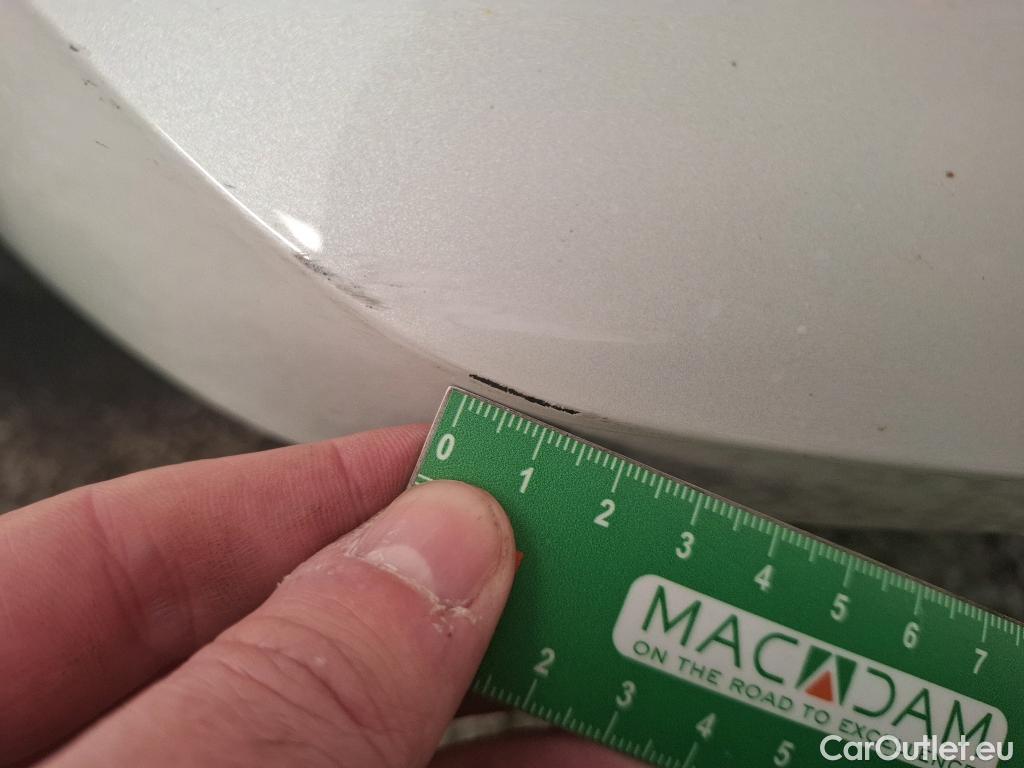 0 1 2 3 4 5 6 7
MACADAM
ON THE ROAD TO EXCELLENCE
2 3 4 5
CarOutlet.eu